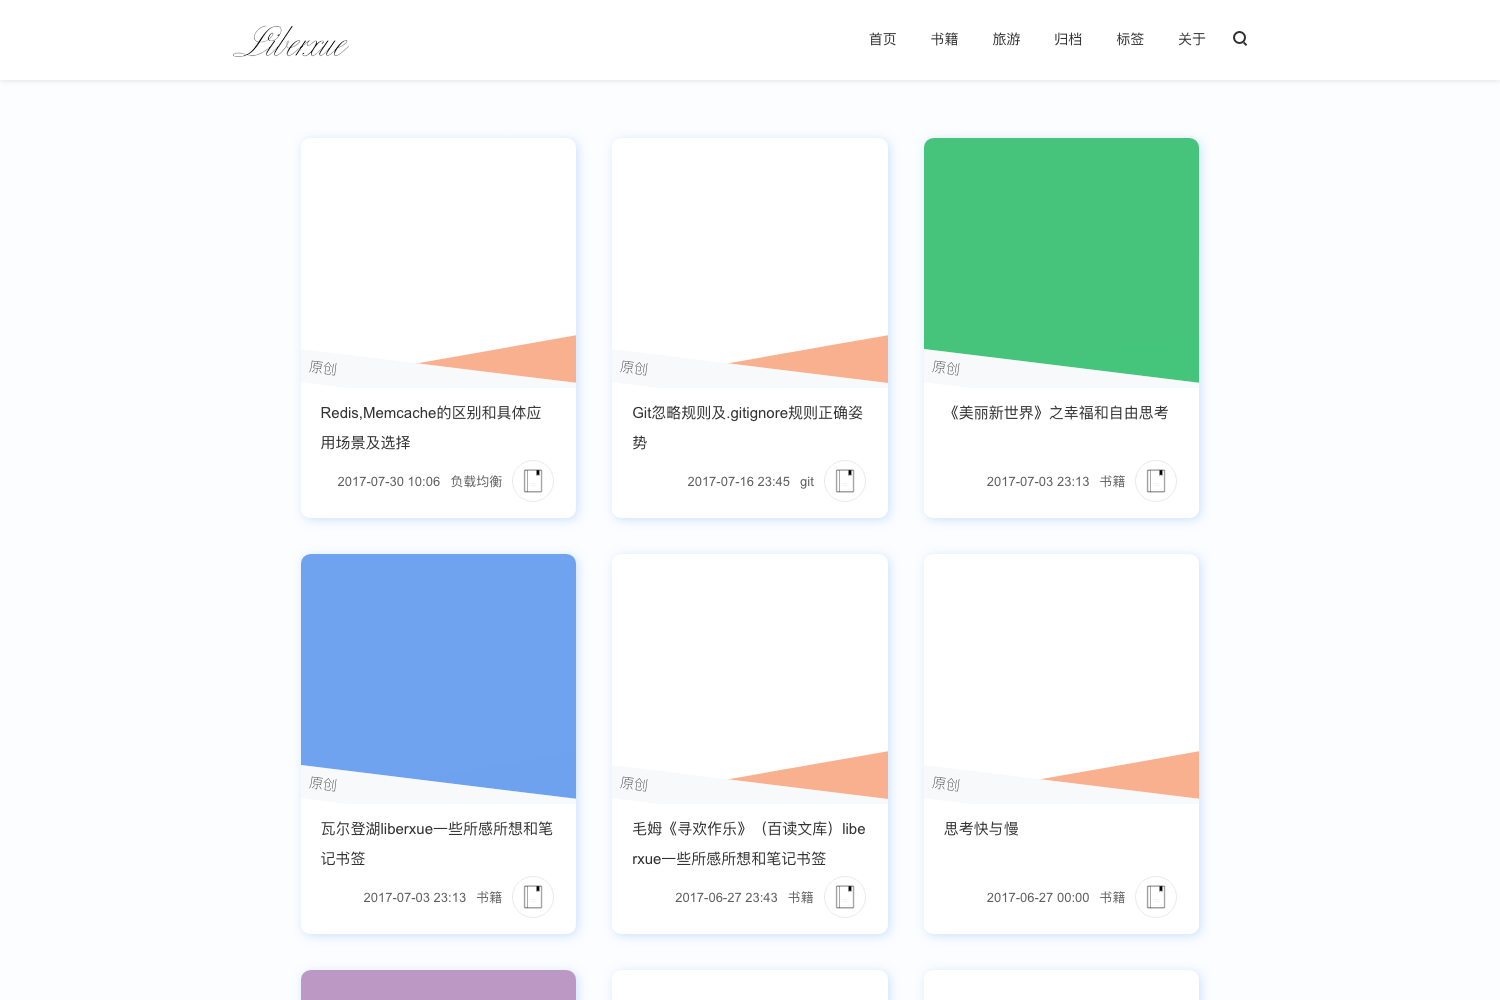 Liberxue
首页 书籍 旅游 归档 标签 关于
原创
Redis,Memcache的区别和具体应
用场景及选择
2017-07-30 10:06 负载均衡
原创
Git忽略规则及.gitignore规则正确姿
势
2017-07-16 23:45 git
原创
《美丽新世界》之幸福和自由思考
2017-07-03 23:13 书籍
原创
瓦尔登湖liberxue一些所感所想和笔
记书签
2017-07-03 23:13 书籍
原创
毛姆《寻欢作乐》（百读文库）libe
rxue一些所感所想和笔记书签
2017-06-27 23:43 书籍
原创
思考快与慢
2017-06-27 00:00 书籍